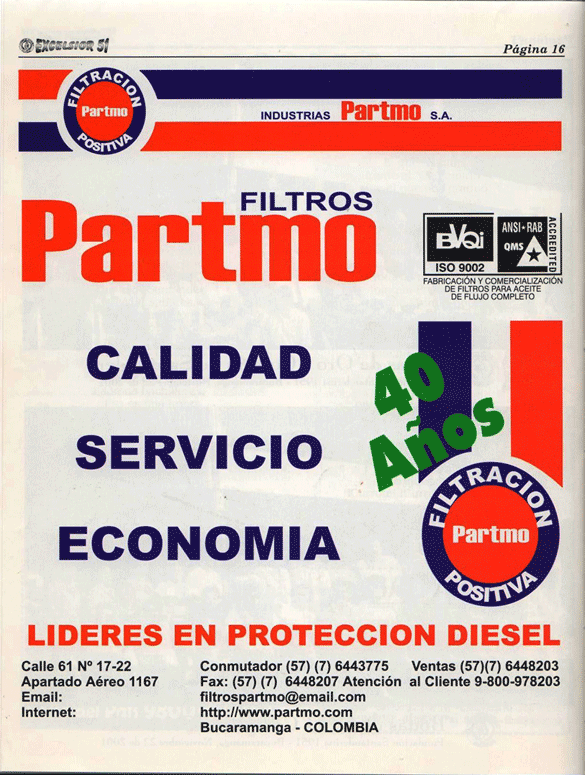 EXCELSIOR 51
Página 16
FILTRACION
Partmo
POSITIVA
INDUSTRIAS Partmo S.A.
FILTROS
Partmo
BVQi
ISO 9002
ANSI•RAB
QMS
ACCREDITED
FABRICACIÓN Y COMERCIALIZACIÓN
DE FILTROS PARA ACEITE
DE FLUJO COMPLETO
CALIDAD
SERVICIO
ECONOMIA
40
Años
FILTRACION
Partmo
POSITIVA
LIDERES EN PROTECCION DIESEL
Calle 61 Nº 17-22 Conmutador (57) (7) 6443775 Ventas (57)(7) 6448203
Apartado Aéreo 1167 Fax: (57) (7) 6448207 Atención al Cliente 9-800-978203
Email: filtrospartmo@email.com
Internet: http://www.partmo.com
Bucaramanga - COLOMBIA